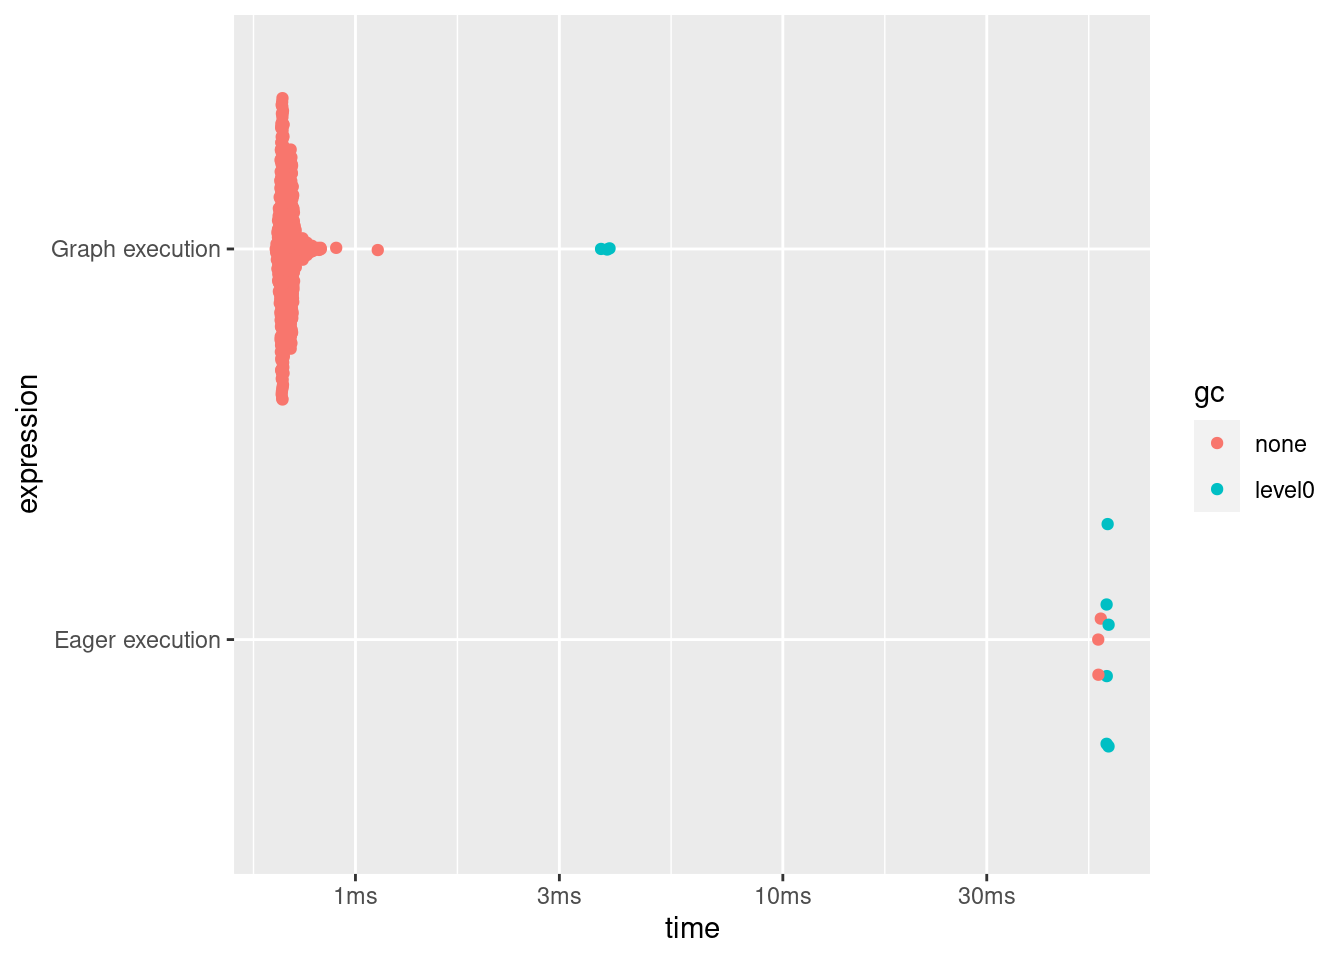 Graph execution
Eager execution
expression
1ms
3ms
10ms
30ms
time
gc
none
level0